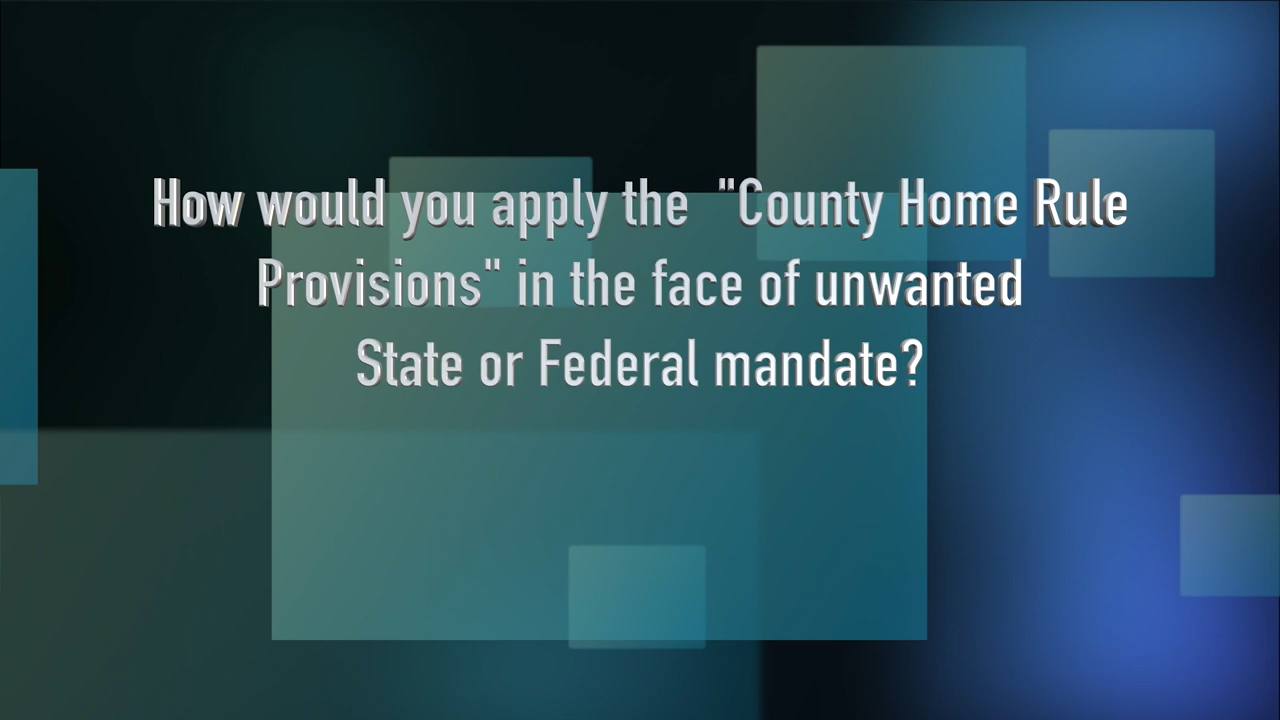 How would you apply the "County Home Rule
Provisions" in the face of unwanted
State or Federal mandate?